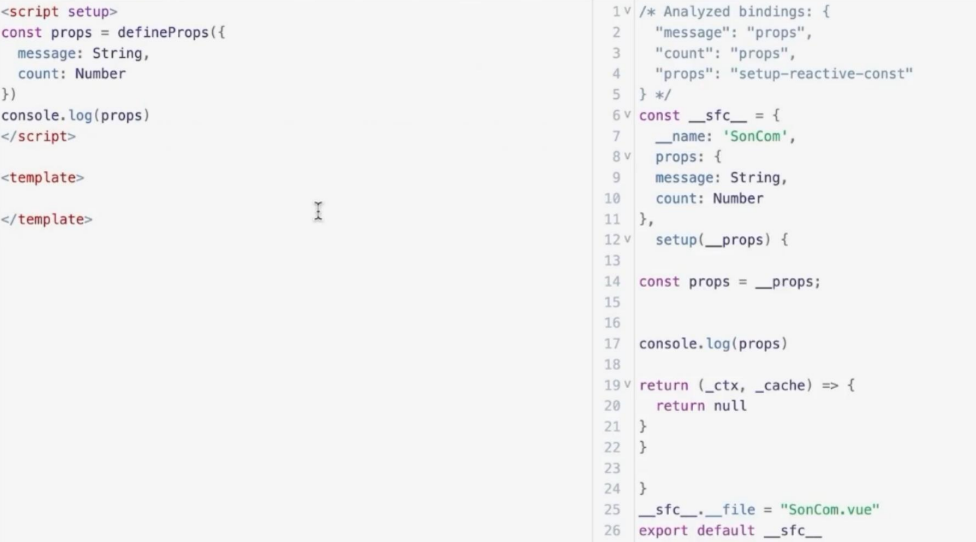 <script setup>
const props = defineProps({
  message: String,
  count: Number
})
console.log(props)
</script>
<template>
</template>
1 /* Analyzed bindings: {
2   "message": "props",
3   "count": "props",
4   "props": "setup-reactive-const"
5 } */
6 const __sfc__ = {
7   __name: 'SonCom',
8   props: {
9   message: String,
10   count: Number
11 },
12   setup(__props) {
13
14 const props = __props;
15
16
17 console.log(props)
18
19 return (_ctx, _cache) => {
20   return null
21 }
22 }
23
24 }
25 __sfc__.__file = "SonCom.vue"
26 export default __sfc__